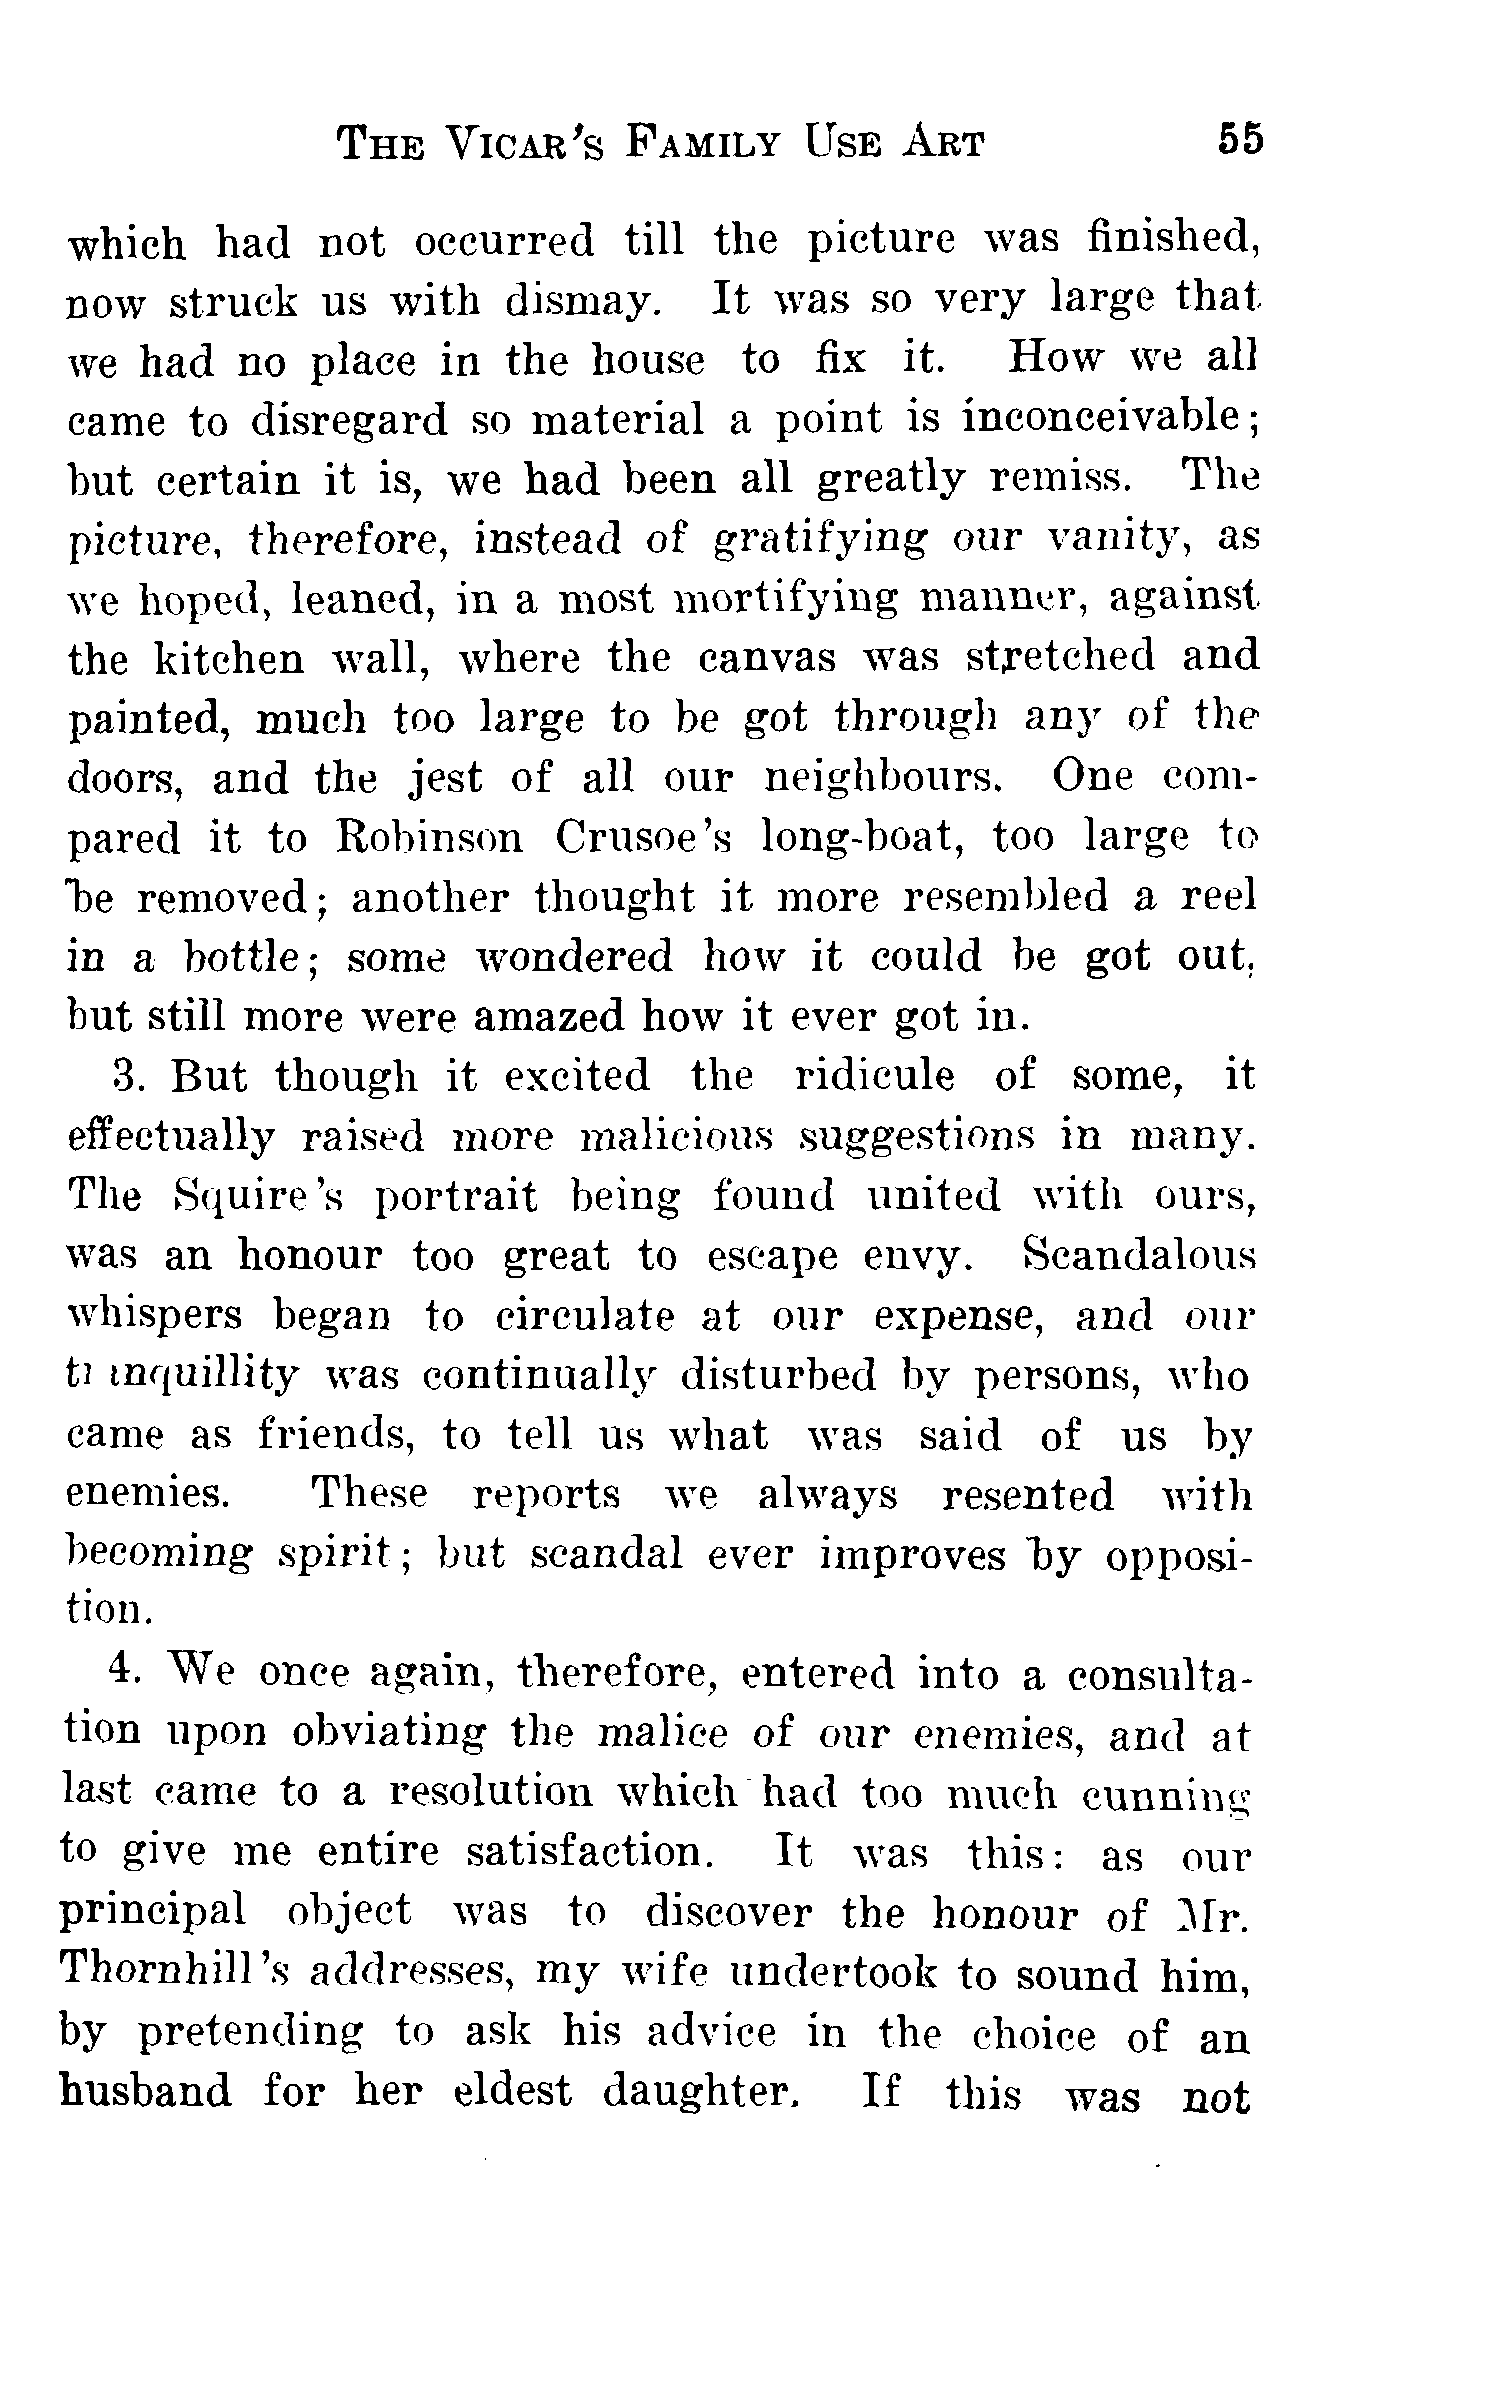 THE VICAR'S FAMILY USE ART 55
which had not occurred till the picture was finished,
now struck us with dismay. It was so very large that
we had no place in the house to fix it. How we all
came to disregard so material a point is inconceivable;
but certain it is, we had been all greatly remiss. The
picture, therefore, instead of gratifying our vanity, as
we hoped, leaned, in a most mortifying manner, against
the kitchen wall, where the canvas was stretched and
painted, much too large to be got through any of the
doors, and the jest of all our neighbours. One com-
pared it to Robinson Crusoe's long-boat, too large to
be removed; another thought it more resembled a reel
in a bottle; some wondered how it could be got out,
but still more were amazed how it ever got in.
3. But though it excited the ridicule of some, it
effectually raised more malicious suggestions in many.
The Squire's portrait being found united with ours,
was an honour too great to escape envy. Scandalous
whispers began to circulate at our expense, and our
tranquillity was continually disturbed by persons, who
came as friends, to tell us what was said of us by
enemies. These reports we always resented with
becoming spirit; but scandal ever improves by opposi-
tion.
4. We once again, therefore, entered into a consulta-
tion upon obviating the malice of our enemies, and at
last came to a resolution which had too much cunning
to give me entire satisfaction. It was this: as our
principal object was to discover the honour of Mr.
Thornhill's addresses, my wife undertook to sound him,
by pretending to ask his advice in the choice of an
husband for her eldest daughter. If this was not